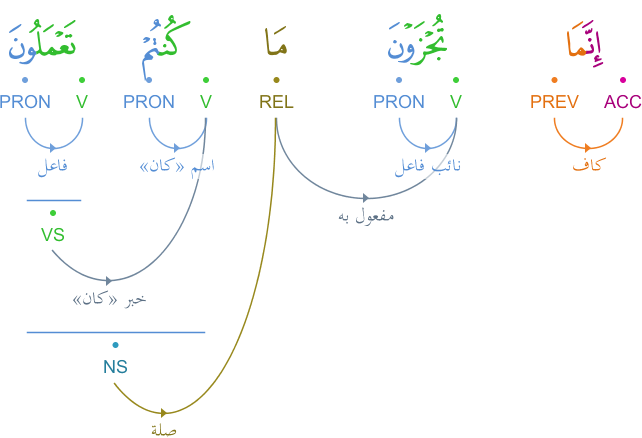 إِنَّمَا تُجْزَوْنَ مَا كُنتُمْ تَعْمَلُونَ
ACC PREV V PRON REL V PRON V PRON
كاف نائب فاعل اسم «كان» فاعل
مفعول به
VS
خبر «كان»
NS
صلة